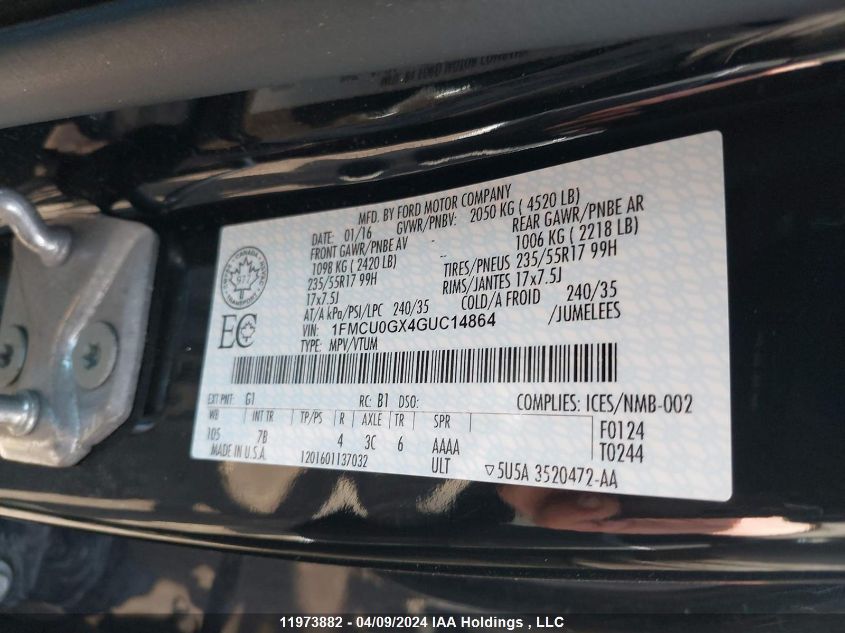 MFD. BY FORD MOTOR COMPANY
DATE: 01/16 GVWR/PNBV: 2050 KG ( 4520 LB)
FRONT GAWR/PNBE AV - REAR GAWR/PNBE AR
1098 KG ( 2420 LB) - 1006 KG ( 2218 LB)
235/55R17 99H TIRES/PNEUS 235/55R17 99H
17x7.5J RIMS/JANTES 17x7.5J
AT/A kPa/PSI/LPC 240/35 COLD/A FROID 240/35
VIN: 1FMCU0GX4GUC14864 /JUMELEES
TYPE: MPV/VTUM
CANADA
TRANSPORT
EC
EXT PNT: G1 RC: B1 DSO: COMPLIES: ICES/NMB-002
WB INT TR TP/PS R AXLE TR SPR F0124
105 7B 4 3C 6 AAAA T0244
MADE IN U.S.A. 1201601137032 ULT ▽5U5A 3520472-AA
11973882 - 04/09/2024 IAA Holdings , LLC